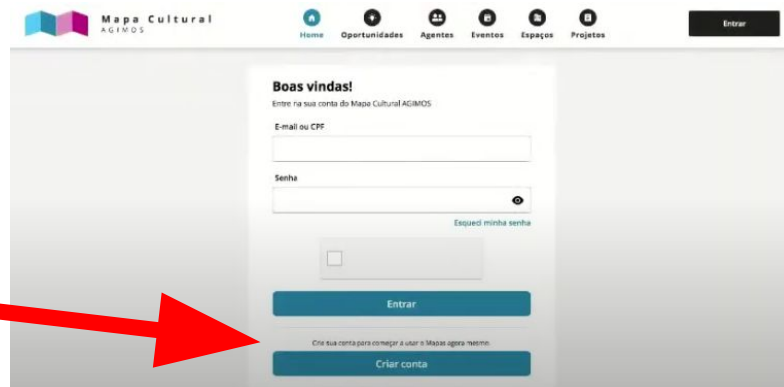 Mapa Cultural
AGIMOS
Home Oportunidades Agentes Eventos Espaços Projetos
Entrar
Boas vindas!
Entre na sua conta do Mapa Cultural AGIMOS
E-mail ou CPF
Senha
Esqueci minha senha
Entrar
Crie sua conta para começar a usar o Mapas agora mesmo.
Criar conta